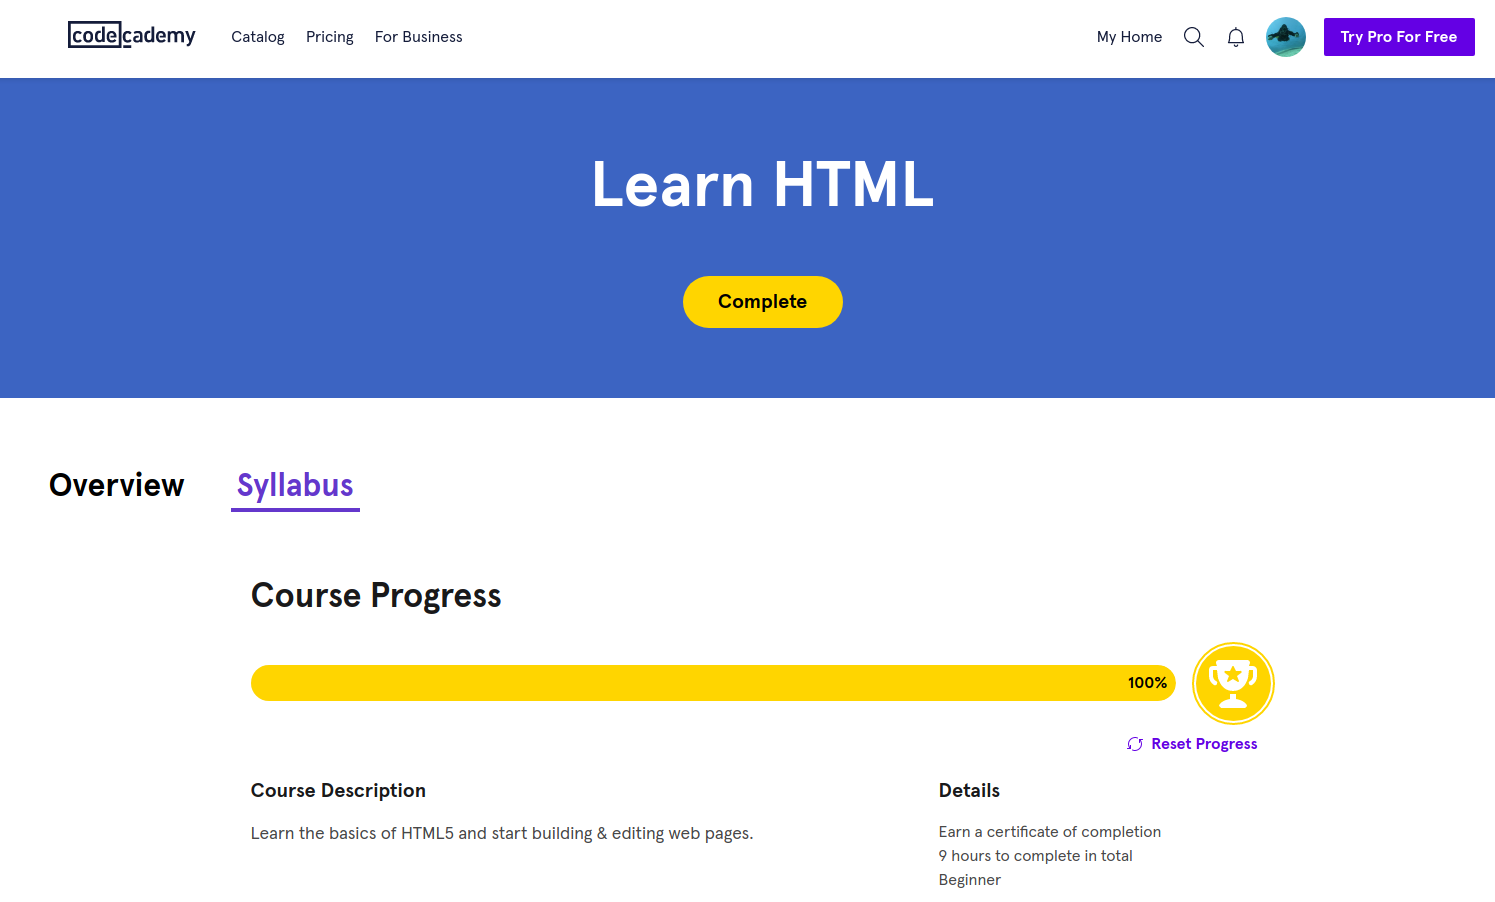 codecademy
Catalog Pricing For Business
My Home
Try Pro For Free
Learn HTML
Complete
Overview Syllabus
Course Progress
100%
Reset Progress
Course Description
Learn the basics of HTML5 and start building & editing web pages.
Details
Earn a certificate of completion
9 hours to complete in total
Beginner